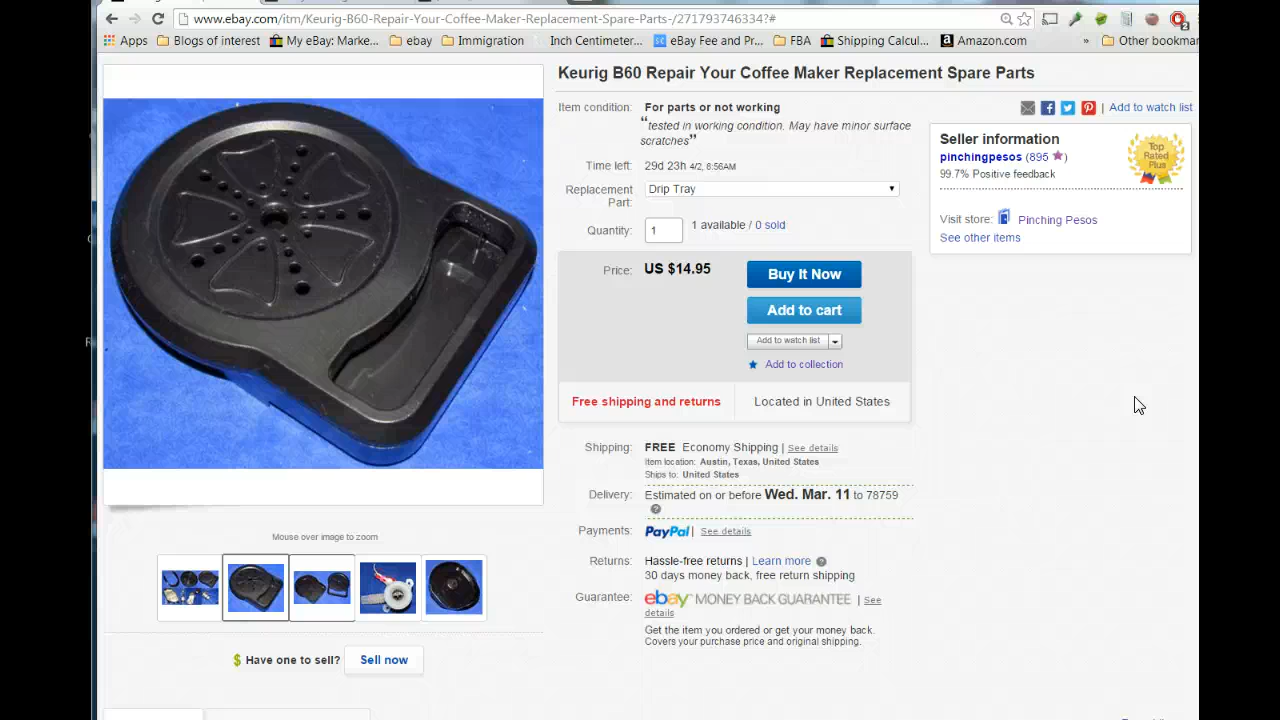 www.ebay.com/itm/Keurig-B60-Repair-Your-Coffee-Maker-Replacement-Spare-Parts-/271793746334?#
Apps Blogs of interest My eBay: Marke... ebay Immigration Inch Centimeter... eBay Fee and Pr... FBA Shipping Calcul... Amazon.com » Other bookmar
Keurig B60 Repair Your Coffee Maker Replacement Spare Parts
Item condition: For parts or not working
“tested in working condition. May have minor surface
scratches”
Time left: 29d 23h 4/2, 8:56AM
Replacement Part: Drip Tray
Quantity: 1 1 available / 0 sold
Price: US $14.95
Buy It Now
Add to cart
Add to watch list
Add to collection
Free shipping and returns Located in United States
Shipping: FREE Economy Shipping | See details
Item location: Austin, Texas, United States
Ships to: United States
Delivery: Estimated on or before Wed. Mar. 11 to 78759
Payments: PayPal | See details
Returns: Hassle-free returns | Learn more
30 days money back, free return shipping
Guarantee: ebay MONEY BACK GUARANTEE | See
details
Get the item you ordered or get your money back.
Covers your purchase price and original shipping.
| Add to watch list
Seller information
pinchingpesos (895)
99.7% Positive feedback
Top
Rated
Plus
Visit store: Pinching Pesos
See other items
Mouse over image to zoom
$ Have one to sell? Sell now